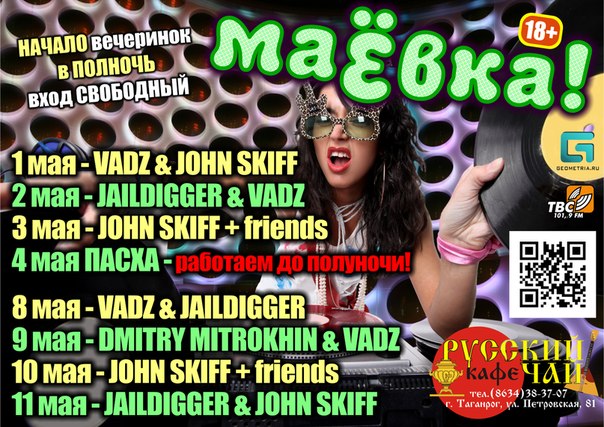 НАЧАЛО вечеринок
в ПОЛНОЧЬ
вход СВОБОДНЫЙ
маЁвка!
18+
GEOMETRIA.RU
ТВС
101,9 FM
1 мая - VADZ & JOHN SKIFF
2 мая - JAILDIGGER & VADZ
3 мая - JOHN SKIFF + friends
4 мая ПАСХА - работаем до полуночи!
8 мая - VADZ & JAILDIGGER
9 мая - DMITRY MITROKHIN & VADZ
10 мая - JOHN SKIFF + friends
11 мая - JAILDIGGER & JOHN SKIFF
РУССКИЙ
кафе ЧАЙ
тел.(8634)38-37-07
г. Таганрог, ул. Петровская, 81